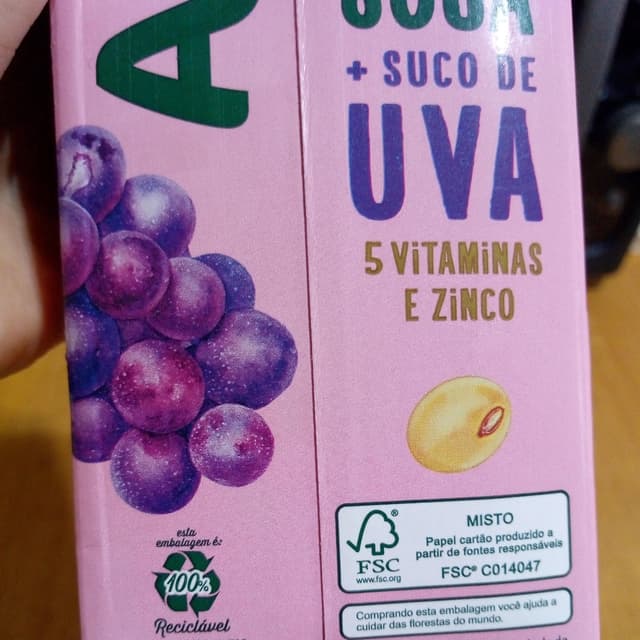 A
SOJA
+ SUCO DE
UVA
5 ViTAMiNAS
E ZiNCO
esta
embalagem é:
100%
Reciclável
FSC®
www.fsc.org
MISTO
Papel cartão produzido a
partir de fontes responsáveis
FSC® C014047
Comprando esta embalagem você ajuda a
cuidar das florestas do mundo.